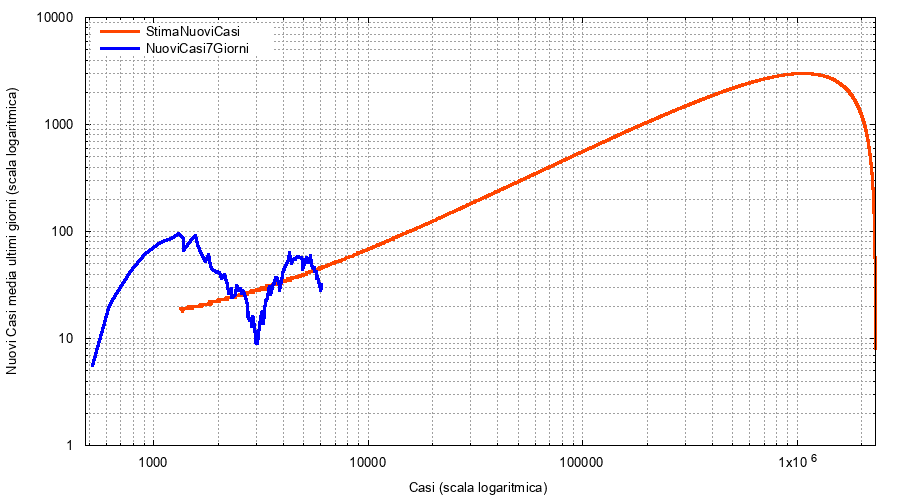 10000
1000
100
10
1
StimaNuoviCasi
NuoviCasi7Giorni
Nuovi Casi media ultimi giorni (scala logaritmica)
1000 10000 100000 1x10 6
Casi (scala logaritmica)